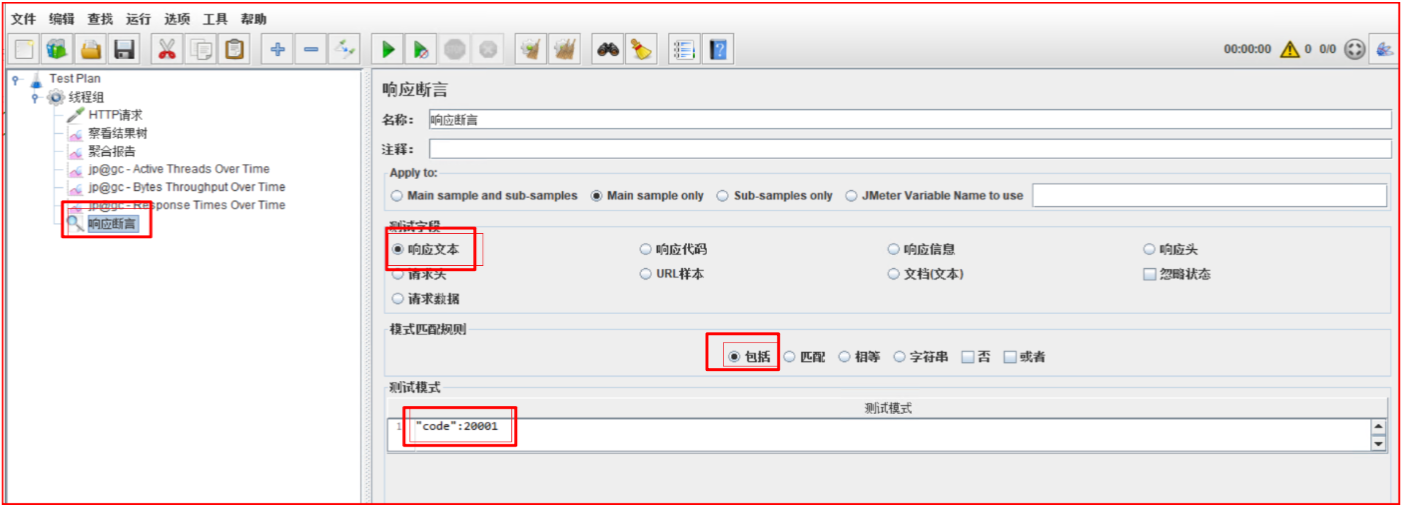 文件 编辑 查找 运行 选项 工具 帮助
00:00:00 0 0/0
Test Plan
线程组
HTTP请求
察看结果树
聚合报告
jp@gc - Active Threads Over Time
jp@gc - Bytes Throughput Over Time
jp@gc - Response Times Over Time
响应断言
响应断言
名称: 响应断言
注释:
Apply to:
Main sample and sub-samples Main sample only Sub-samples only JMeter Variable Name to use
测试字段
响应文本 响应代码 响应信息 响应头
请求头 URL样本 文档(文本) 忽略状态
请求数据
模式匹配规则
包括 匹配 相等 字符串 否 或者
测试模式
测试模式
1 "code":20001